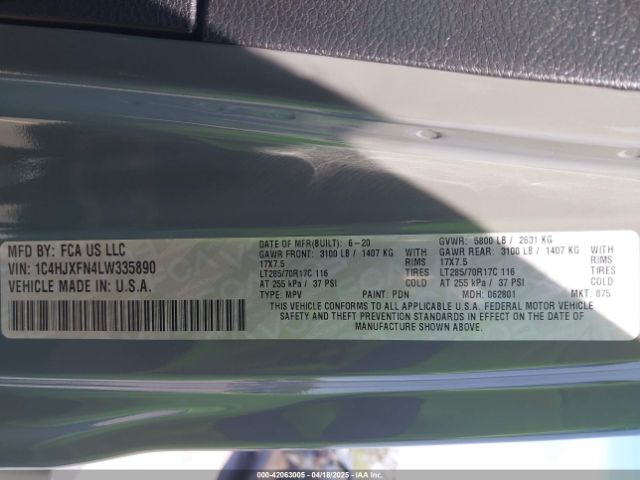 MFD BY: FCA US LLC
VIN: 1C4HJXFN4LW335890
VEHICLE MADE IN: U.S.A.
DATE OF MFR(BUILT): 6-20 GVWR: 5800 LB / 2631 KG
GAWR FRONT: 3100 LB / 1407 KG WITH GAWR REAR: 3100 LB / 1407 KG WITH
17X7.5 RIMS 17X7.5 RIMS
LT285/70R17C 116 TIRES LT285/70R17C 116 TIRES
AT 255 kPa / 37 PSI COLD AT 255 kPa / 37 PSI COLD
TYPE: MPV PAINT: PDN MDH: 062801 MKT: 875
THIS VEHICLE CONFORMS TO ALL APPLICABLE U.S.A. FEDERAL MOTOR VEHICLE
SAFETY AND THEFT PREVENTION STANDARDS IN EFFECT ON THE DATE OF
MANUFACTURE SHOWN ABOVE.
000-42063005 - 04/18/2025 - IAA Inc.